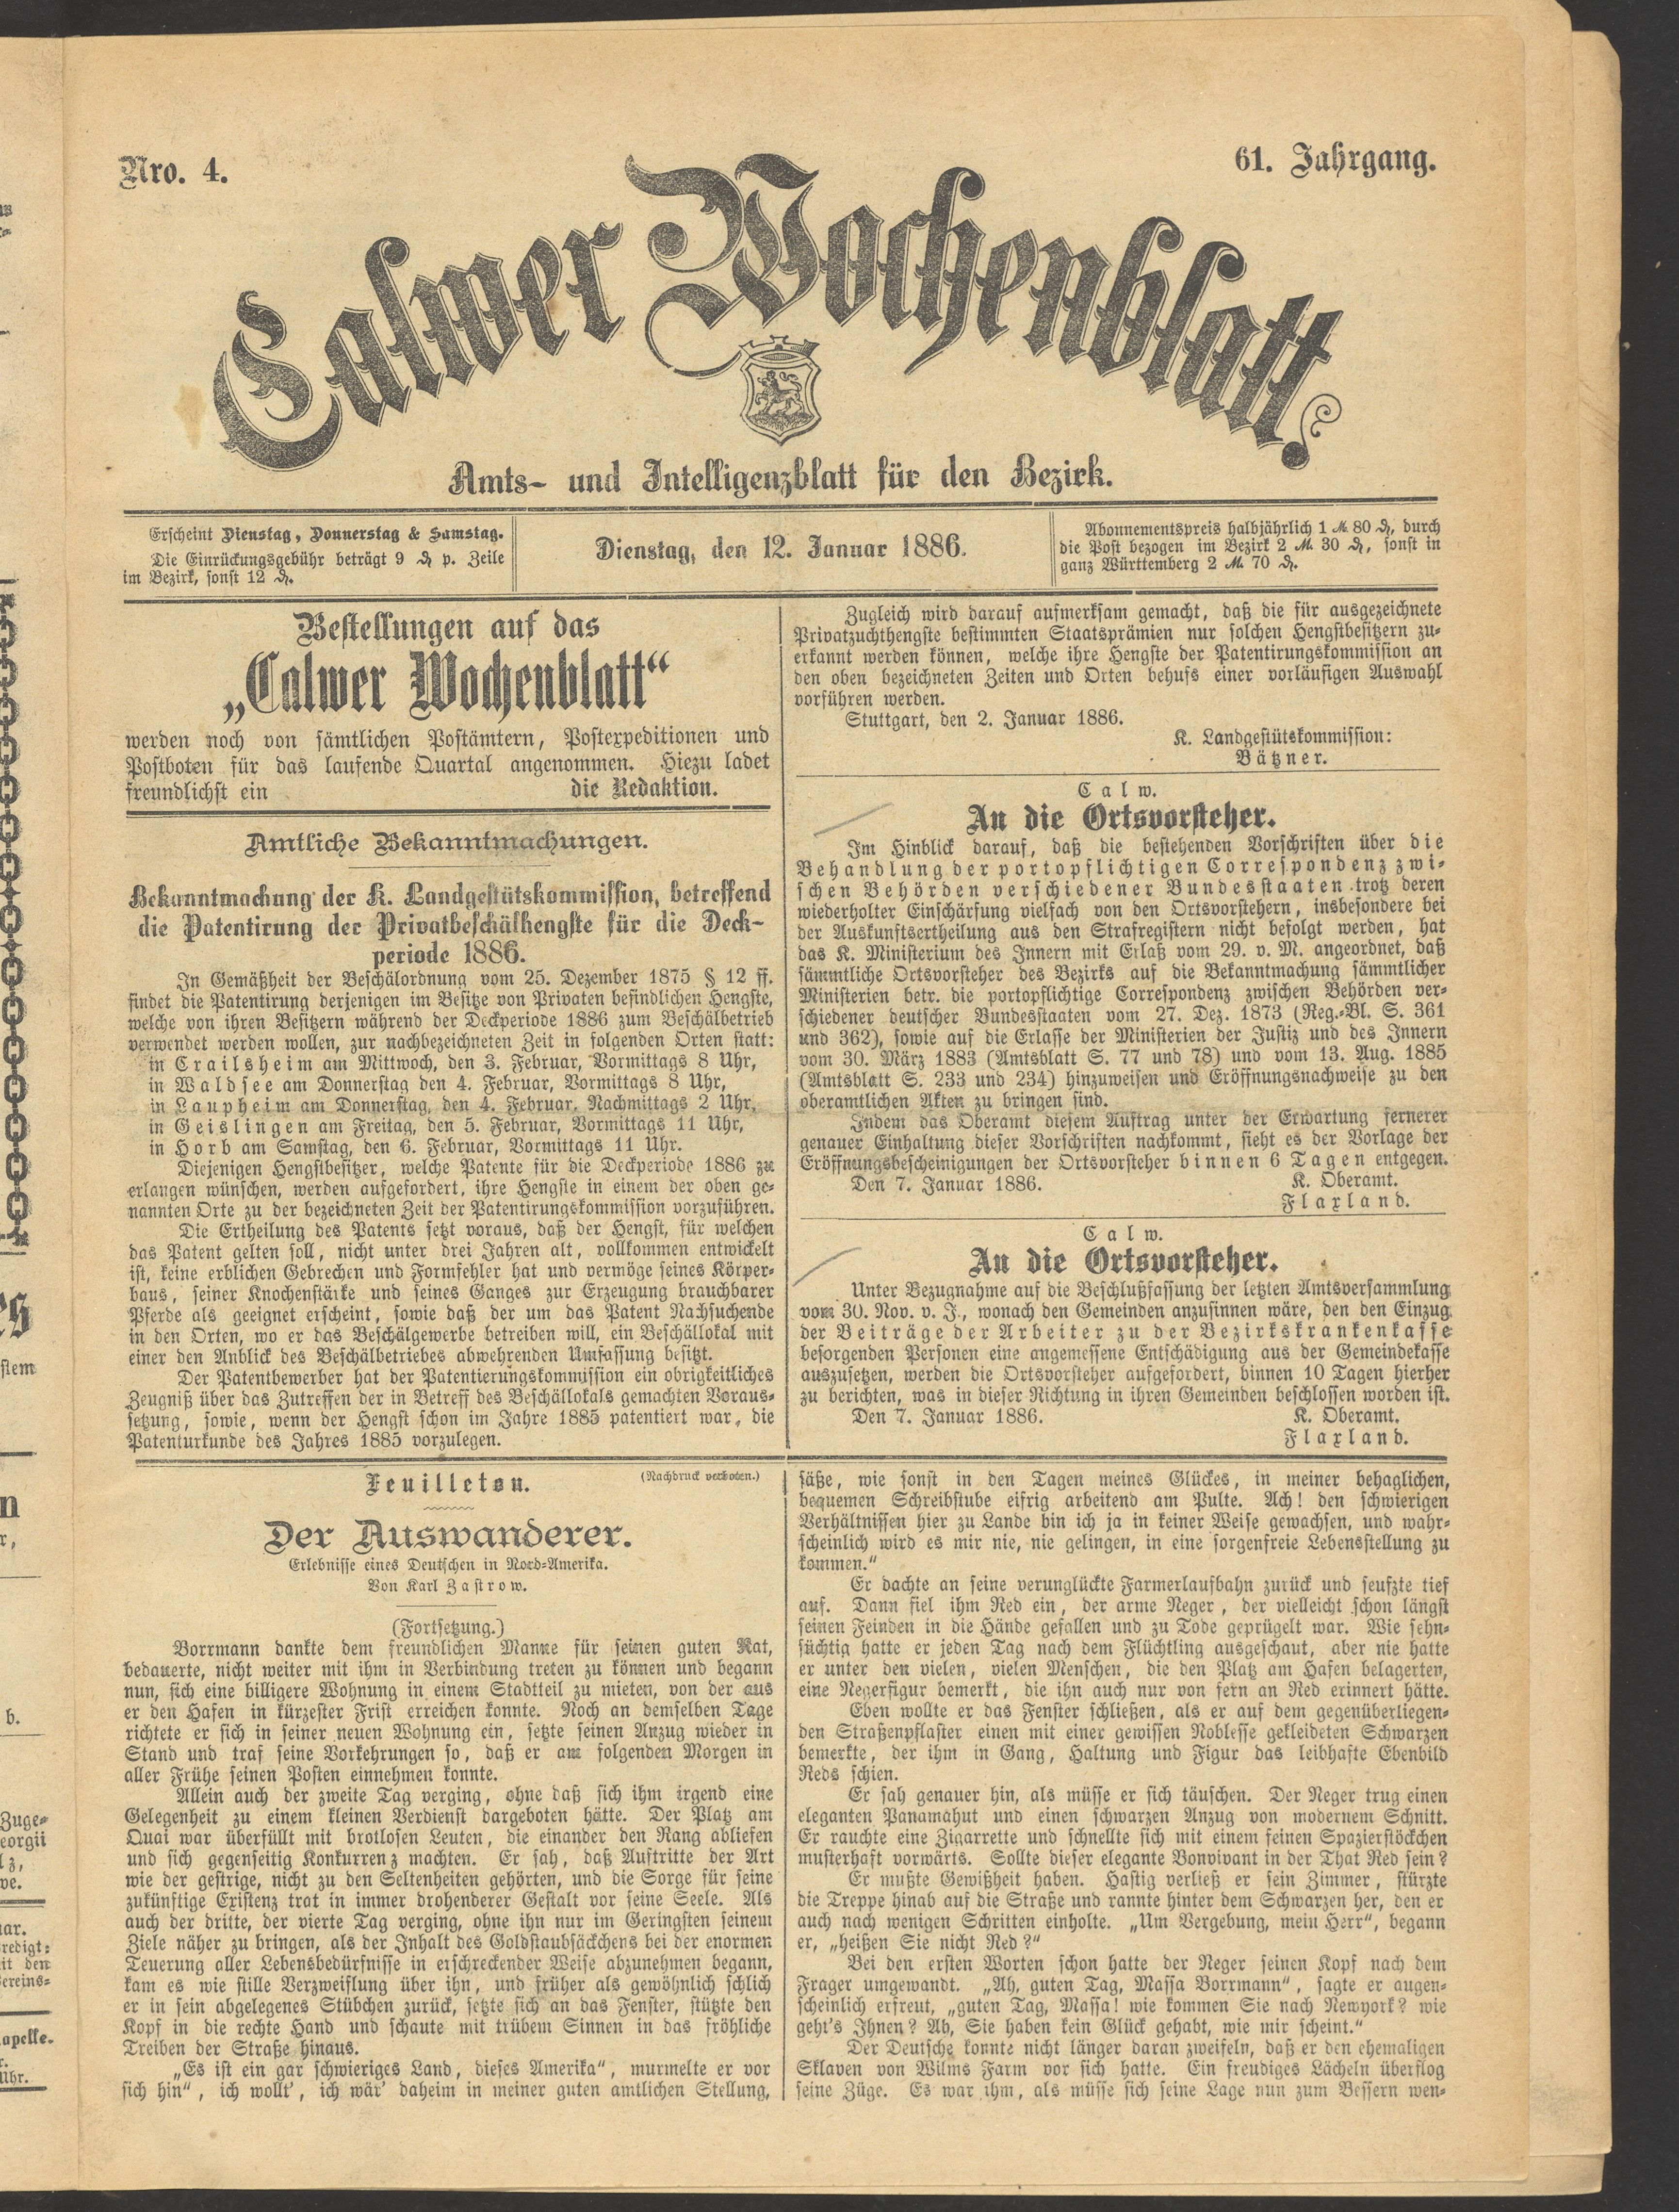 Nro. 4.
61. Jahrgang.
Calwer Wochenblatt.
Amts- und Intelligenzblatt für den Bezirk.
Erscheint Dienstag, Donnerstag & Samstag.
Die Einrückungsgebühr beträgt 9 ₰ p. Zeile
im Bezirk, sonst 12 ₰.
Dienstag, den 12. Januar 1886.
Abonnementspreis halbjährlich 1 ℳ 80 ₰, durch
die Post bezogen im Bezirk 2 ℳ 30 ₰, sonst in
ganz Württemberg 2 ℳ 70 ₰.
Bestellungen auf das
„Calwer Wochenblatt“
werden noch von sämtlichen Postämtern, Postexpeditionen und
Postboten für das laufende Quartal angenommen. Hiezu ladet
freundlichst ein die Redaktion.
Amtliche Bekanntmachungen.
Bekanntmachung der K. Landgestütskommission, betreffend
die Patentirung der Privatbeschälhengste für die Deck-
periode 1886.
In Gemäßheit der Beschälordnung vom 25. Dezember 1875 § 12 ff.
findet die Patentirung derjenigen im Besitze von Privaten befindlichen Hengste,
welche von ihren Besitzern während der Deckperiode 1886 zum Beschälbetrieb
verwendet werden wollen, zur nachbezeichneten Zeit in folgenden Orten statt:
in Crailsheim am Mittwoch, den 3. Februar, Vormittags 8 Uhr,
in Waldsee am Donnerstag den 4. Februar, Vormittags 8 Uhr,
in Laupheim am Donnerstag, den 4. Februar, Nachmittags 2 Uhr,
in Geislingen am Freitag, den 5. Februar, Vormittags 11 Uhr,
in Horb am Samstag, den 6. Februar, Vormittags 11 Uhr.
Diejenigen Hengstbesitzer, welche Patente für die Deckperiode 1886 zu
erlangen wünschen, werden aufgefordert, ihre Hengste in einem der oben ge-
nannten Orte zu der bezeichneten Zeit der Patentirungskommission vorzuführen.
Die Ertheilung des Patents setzt voraus, daß der Hengst, für welchen
das Patent gelten soll, nicht unter drei Jahren alt, vollkommen entwickelt
ist, keine erblichen Gebrechen und Formfehler hat und vermöge seines Körper-
baus, seiner Knochenstärke und seines Ganges zur Erzeugung brauchbarer
Pferde als geeignet erscheint, sowie daß der um das Patent Nachsuchende
in den Orten, wo er das Beschälgewerbe betreiben will, ein Beschällokal mit
einer den Anblick des Beschälbetriebes abwehrenden Umfassung besitzt.
Der Patentbewerber hat der Patentierungskommission ein obrigkeitliches
Zeugniß über das Zutreffen der in Betreff des Beschällokals gemachten Voraus-
setzung, sowie, wenn der Hengst schon im Jahre 1885 patentiert war, die
Patenturkunde des Jahres 1885 vorzulegen.
Zugleich wird darauf aufmerksam gemacht, daß die für ausgezeichnete
Privatzuchthengste bestimmten Staatsprämien nur solchen Hengstbesitzern zu-
erkannt werden können, welche ihre Hengste der Patentirungskommission an
den oben bezeichneten Zeiten und Orten behufs einer vorläufigen Auswahl
vorführen werden.
Stuttgart, den 2. Januar 1886.
K. Landgestütskommission:
Bätzner.
Calw.
An die Ortsvorsteher.
Im Hinblick darauf, daß die bestehenden Vorschriften über die
Behandlung der portopflichtigen Correspondenz zwi-
schen Behörden verschiedener Bundesstaaten trotz deren
wiederholter Einschärfung vielfach von den Ortsvorstehern, insbesondere bei
der Auskunftsertheilung aus den Strafregistern nicht befolgt werden, hat
das K. Ministerium des Innern mit Erlaß vom 29. v. M. angeordnet, daß
sämmtliche Ortsvorsteher des Bezirks auf die Bekanntmachung sämmtlicher
Ministerien betr. die portopflichtige Correspondenz zwischen Behörden ver-
schiedener deutscher Bundesstaaten vom 27. Dez. 1873 (Reg.-Bl. S. 361
und 362), sowie auf die Erlasse der Ministerien der Justiz und des Innern
vom 30. März 1883 (Amtsblatt S. 77 und 78) und vom 13. Aug. 1885
(Amtsblatt S. 233 und 234) hinzuweisen und Eröffnungsnachweise zu den
oberamtlichen Akten zu bringen sind.
Indem das Oberamt diesem Auftrag unter der Erwartung fernerer
genauer Einhaltung dieser Vorschriften nachkommt, sieht es der Vorlage der
Eröffnungsbescheinigungen der Ortsvorsteher binnen 6 Tagen entgegen.
Den 7. Januar 1886. K. Oberamt.
Flaxland.
Calw.
An die Ortsvorsteher.
Unter Bezugnahme auf die Beschlußfassung der letzten Amtsversammlung
vom 30. Nov. v. J., wonach den Gemeinden anzusinnen wäre, den den Einzug
der Beiträge der Arbeiter zu der Bezirkskrankenkasse
besorgenden Personen eine angemessene Entschädigung aus der Gemeindekasse
auszusetzen, werden die Ortsvorsteher aufgefordert, binnen 10 Tagen hierher
zu berichten, was in dieser Richtung in ihren Gemeinden beschlossen worden ist.
Den 7. Januar 1886. K. Oberamt.
Flaxland.
Feuilleton.
(Nachdruck verboten.)
Der Auswanderer.
Erlebnisse eines Deutschen in Nord-Amerika.
Von Karl Zastrow.
(Fortsetzung.)
Borrmann dankte dem freundlichen Manne für seinen guten Rat,
bedauerte, nicht weiter mit ihm in Verbindung treten zu können und begann
nun, sich eine billigere Wohnung in einem Stadtteil zu mieten, von der aus
er den Hafen in kürzester Frist erreichen konnte. Noch an demselben Tage
richtete er sich in seiner neuen Wohnung ein, setzte seinen Anzug wieder in
Stand und traf seine Vorkehrungen so, daß er am folgenden Morgen in
aller Frühe seinen Posten einnehmen konnte.
Allein auch der zweite Tag verging, ohne daß sich ihm irgend eine
Gelegenheit zu einem kleinen Verdienst dargeboten hätte. Der Platz am
Quai war überfüllt mit brotlosen Leuten, die einander den Rang abliefen
und sich gegenseitig Konkurrenz machten. Er sah, daß Auftritte der Art
wie der gestrige, nicht zu den Seltenheiten gehörten, und die Sorge für seine
zukünftige Existenz trat in immer drohenderer Gestalt vor seine Seele. Als
auch der dritte, der vierte Tag verging, ohne ihn nur im Geringsten seinem
Ziele näher zu bringen, als der Inhalt des Goldstaubsäckchens bei der enormen
Teuerung aller Lebensbedürfnisse in erschreckender Weise abzunehmen begann,
kam es wie stille Verzweiflung über ihn, und früher als gewöhnlich schlich
er in sein abgelegenes Stübchen zurück, setzte sich an das Fenster, stützte den
Kopf in die rechte Hand und schaute mit trübem Sinnen in das fröhliche
Treiben der Straße hinaus.
„Es ist ein gar schwieriges Land, dieses Amerika“, murmelte er vor
sich hin“, ich wollt’, ich wär’ daheim in meiner guten amtlichen Stellung,
säße, wie sonst in den Tagen meines Glückes, in meiner behaglichen,
bequemen Schreibstube eifrig arbeitend am Pulte. Ach! den schwierigen
Verhältnissen hier zu Lande bin ich ja in keiner Weise gewachsen, und wahr-
scheinlich wird es mir nie, nie gelingen, in eine sorgenfreie Lebensstellung zu
kommen.“
Er dachte an seine verunglückte Farmerlaufbahn zurück und seufzte tief
auf. Dann fiel ihm Red ein, der arme Neger, der vielleicht schon längst
seinen Feinden in die Hände gefallen und zu Tode geprügelt war. Wie sehn-
süchtig hatte er jeden Tag nach dem Flüchtling ausgeschaut, aber nie hatte
er unter den vielen, vielen Menschen, die den Platz am Hafen belagerten,
eine Negerfigur bemerkt, die ihn auch nur von fern an Red erinnert hätte.
Eben wollte er das Fenster schließen, als er auf dem gegenüberliegen-
den Straßenpflaster einen mit einer gewissen Noblesse gekleideten Schwarzen
bemerkte, der ihm in Gang, Haltung und Figur das leibhafte Ebenbild
Reds schien.
Er sah genauer hin, als müsse er sich täuschen. Der Neger trug einen
eleganten Panamahut und einen schwarzen Anzug von modernem Schnitt.
Er rauchte eine Zigarrette und schnellte sich mit einem feinen Spazierstöckchen
musterhaft vorwärts. Sollte dieser elegante Bonvivant in der That Red sein?
Er mußte Gewißheit haben. Hastig verließ er sein Zimmer, stürzte
die Treppe hinab auf die Straße und rannte hinter dem Schwarzen her, den er
auch nach wenigen Schritten einholte. „Um Vergebung, mein Herr“, begann
er, „heißen Sie nicht Red?“
Bei den ersten Worten schon hatte der Neger seinen Kopf nach dem
Frager umgewandt. „Ah, guten Tag, Massa Borrmann“, sagte er augen-
scheinlich erfreut, „guten Tag, Massa! wie kommen Sie nach Newyork? wie
geht’s Ihnen? Ah, Sie haben kein Glück gehabt, wie mir scheint.“
Der Deutsche konnte nicht länger daran zweifeln, daß er den ehemaligen
Sklaven von Wilms Farm vor sich hatte. Ein freudiges Lächeln überflog
seine Züge. Es war ihm, als müsse sich seine Lage nun zum Bessern wen-